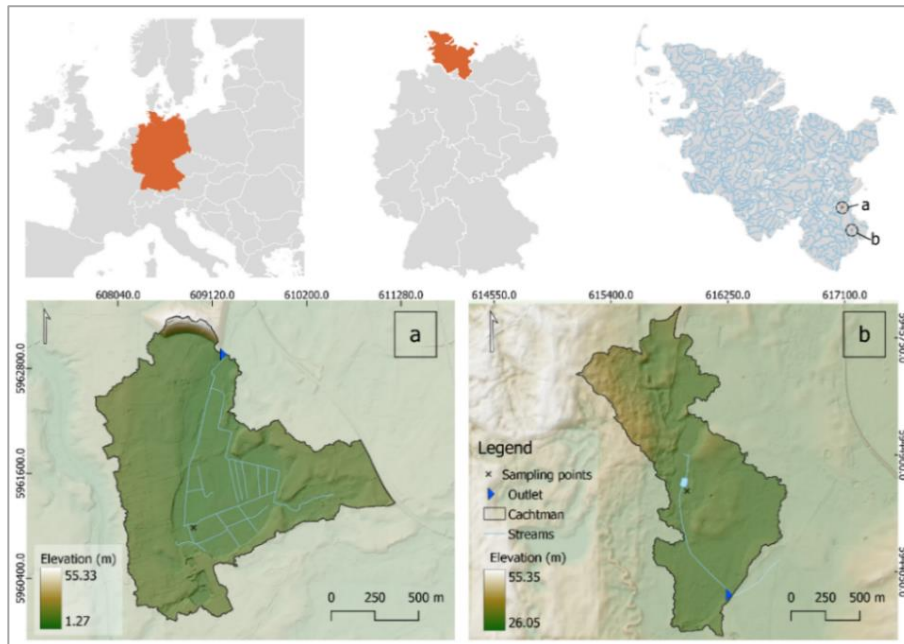 a
b
608040.0 609120.0 610200.0 611280.0
614550.0 615400.0 616250.0 617100.0
a
b
5962800.0
5961600.0
5960400.0
Legend
Sampling points
Outlet
Cachtman
Streams
Elevation (m)
55.33
1.27
0 250 500 m
Elevation (m)
55.35
26.05
0 250 500 m